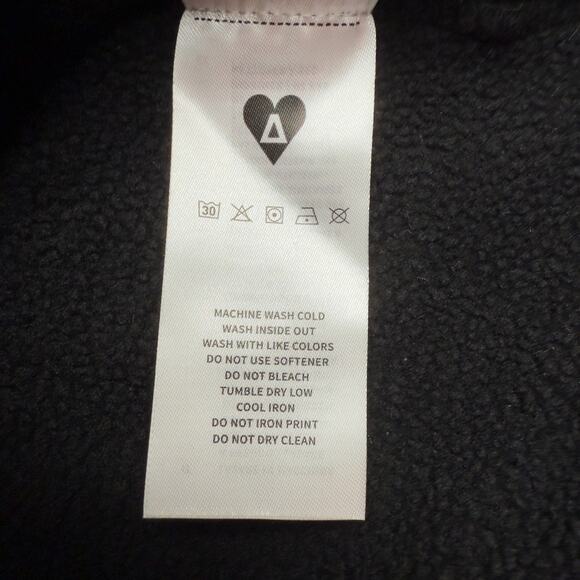 Δ
30
MACHINE WASH COLD
WASH INSIDE OUT
WASH WITH LIKE COLORS
DO NOT USE SOFTENER
DO NOT BLEACH
TUMBLE DRY LOW
COOL IRON
DO NOT IRON PRINT
DO NOT DRY CLEAN